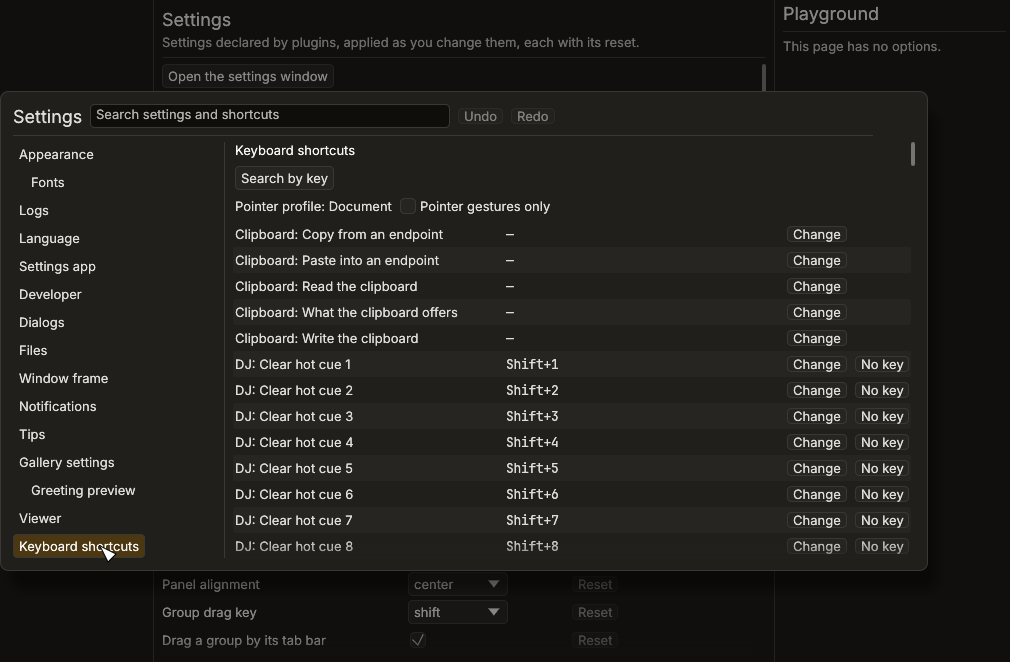 Settings
Settings declared by plugins, applied as you change them, each with its reset.
Open the settings window
Playground
This page has no options.
Settings
Search settings and shortcuts
Undo
Redo
Appearance
Fonts
Logs
Language
Settings app
Developer
Dialogs
Files
Window frame
Notifications
Tips
Gallery settings
Greeting preview
Viewer
Keyboard shortcuts
Keyboard shortcuts
Search by key
Pointer profile: Document Pointer gestures only
Clipboard: Copy from an endpoint – Change
Clipboard: Paste into an endpoint – Change
Clipboard: Read the clipboard – Change
Clipboard: What the clipboard offers – Change
Clipboard: Write the clipboard – Change
DJ: Clear hot cue 1 Shift+1 Change No key
DJ: Clear hot cue 2 Shift+2 Change No key
DJ: Clear hot cue 3 Shift+3 Change No key
DJ: Clear hot cue 4 Shift+4 Change No key
DJ: Clear hot cue 5 Shift+5 Change No key
DJ: Clear hot cue 6 Shift+6 Change No key
DJ: Clear hot cue 7 Shift+7 Change No key
DJ: Clear hot cue 8 Shift+8 Change No key
Panel alignment center Reset
Group drag key shift Reset
Drag a group by its tab bar Reset